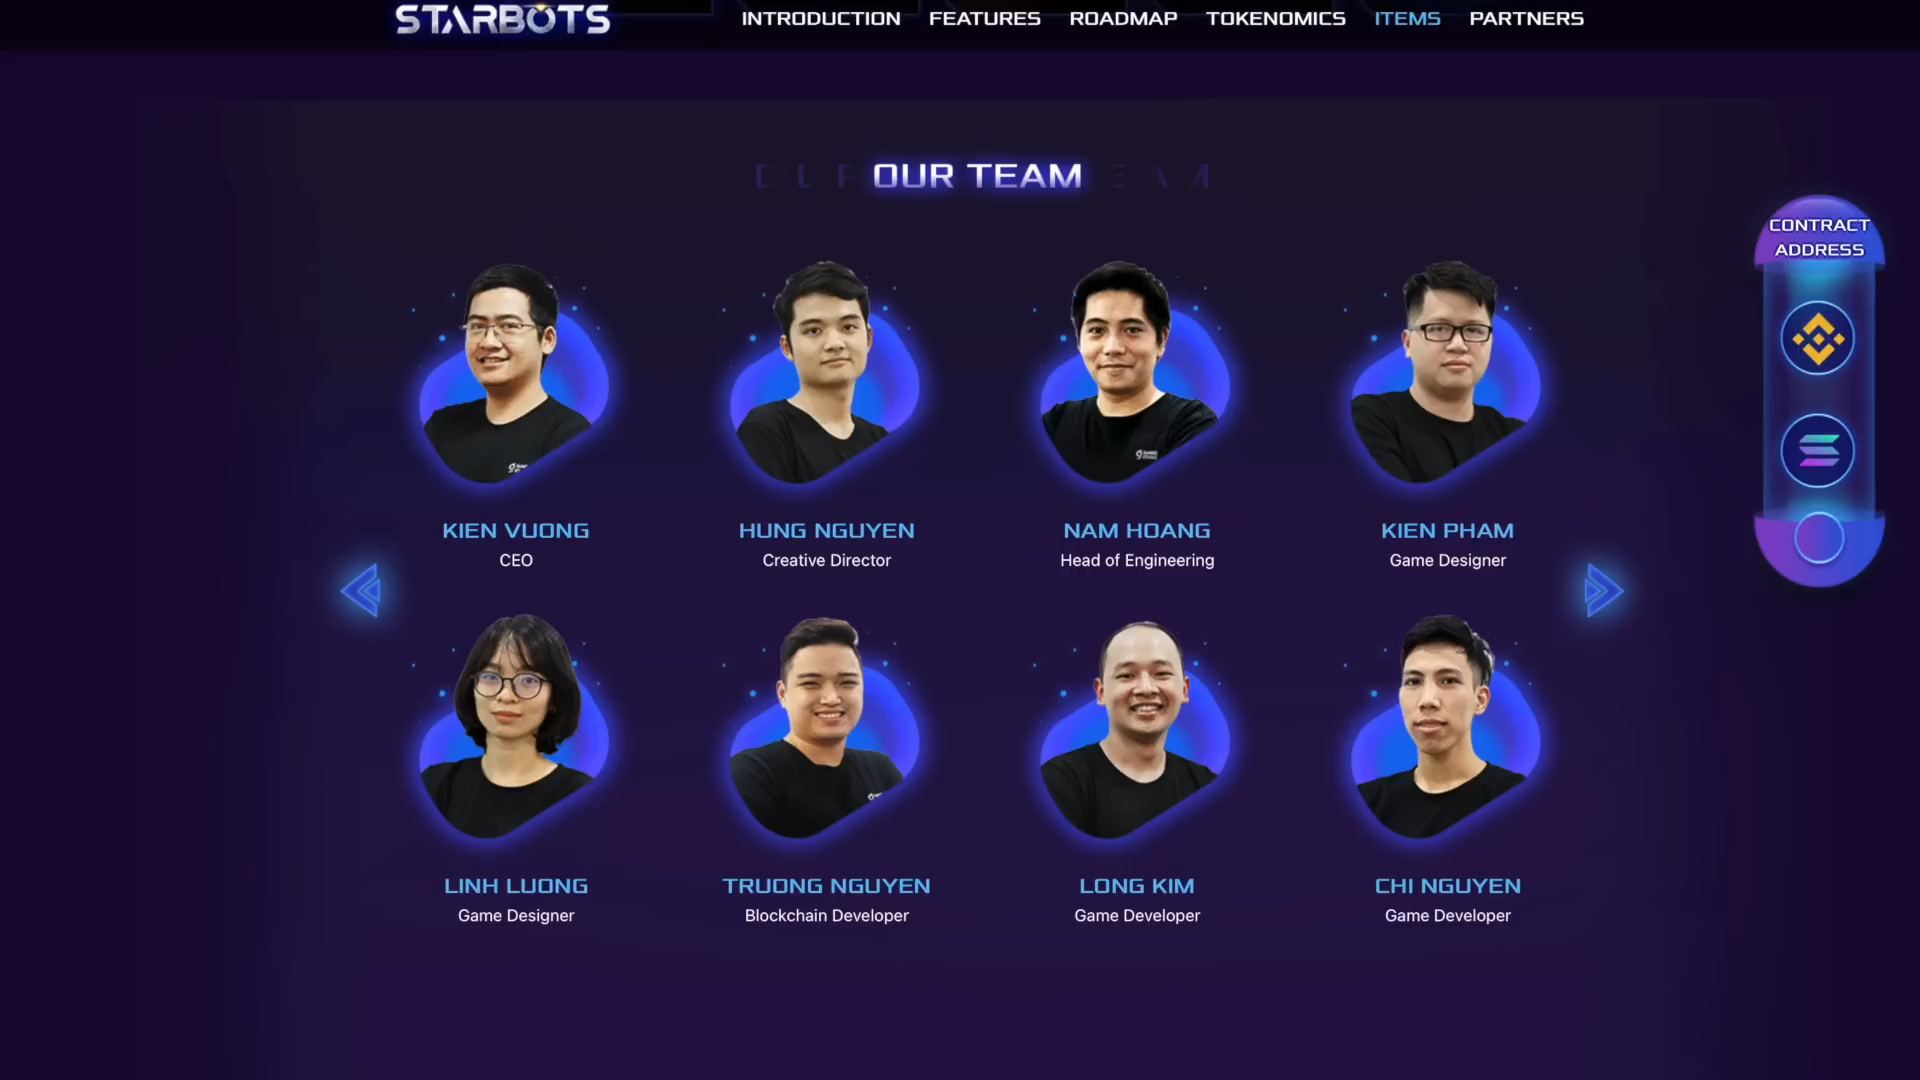 STARBOTS
INTRODUCTION FEATURES ROADMAP TOKENOMICS ITEMS PARTNERS
OUR TEAM
CONTRACT
ADDRESS
KIEN VUONG
CEO
HUNG NGUYEN
Creative Director
NAM HOANG
Head of Engineering
KIEN PHAM
Game Designer
LINH LUONG
Game Designer
TRUONG NGUYEN
Blockchain Developer
LONG KIM
Game Developer
CHI NGUYEN
Game Developer